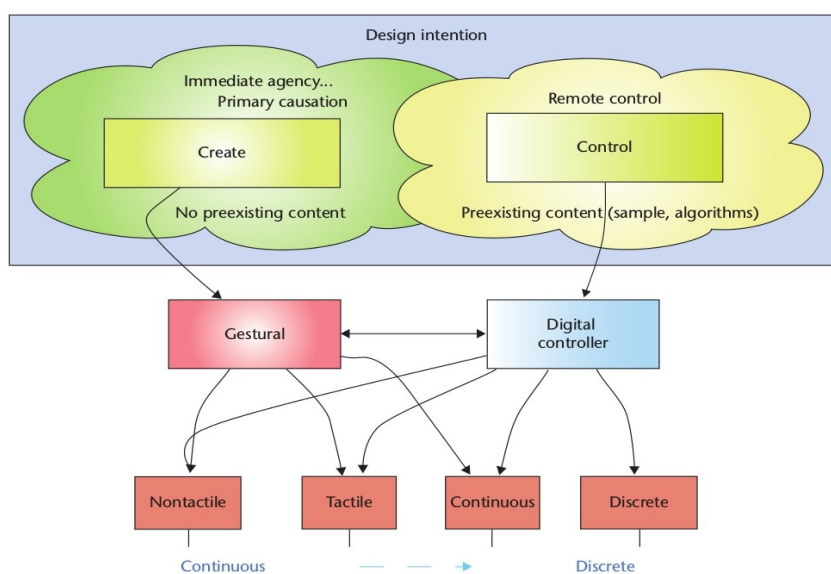 Design intention
Immediate agency...
Primary causation
Remote control
Create
Control
No preexisting content
Preexisting content (sample, algorithms)
Gestural
Digital
controller
Nontactile
Tactile
Continuous
Discrete
Continuous
Discrete